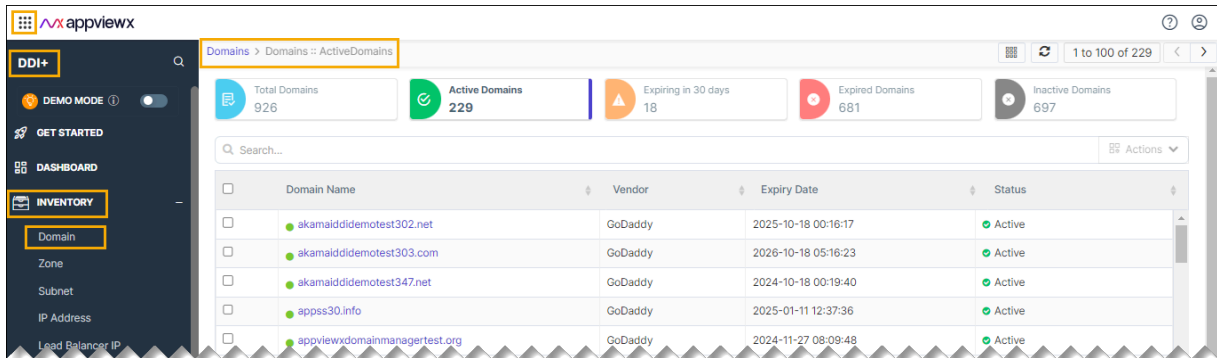 appviewx
DDI+
Domains > Domains :: ActiveDomains
1 to 100 of 229
DEMO MODE
GET STARTED
DASHBOARD
INVENTORY
Domain
Zone
Subnet
IP Address
Load Balancer IP
Total Domains
926
Active Domains
229
Expiring in 30 days
18
Expired Domains
681
Inactive Domains
697
Search...
Actions
Domain Name Vendor Expiry Date Status
akamaiddidemotest302.net GoDaddy 2025-10-18 00:16:17 Active
akamaiddidemotest303.com GoDaddy 2026-10-18 05:16:23 Active
akamaiddidemotest347.net GoDaddy 2024-10-18 00:19:40 Active
appss30.info GoDaddy 2025-01-11 12:37:36 Active
appviewxdomainmanagertest.org GoDaddy 2024-11-27 08:09:48 Active